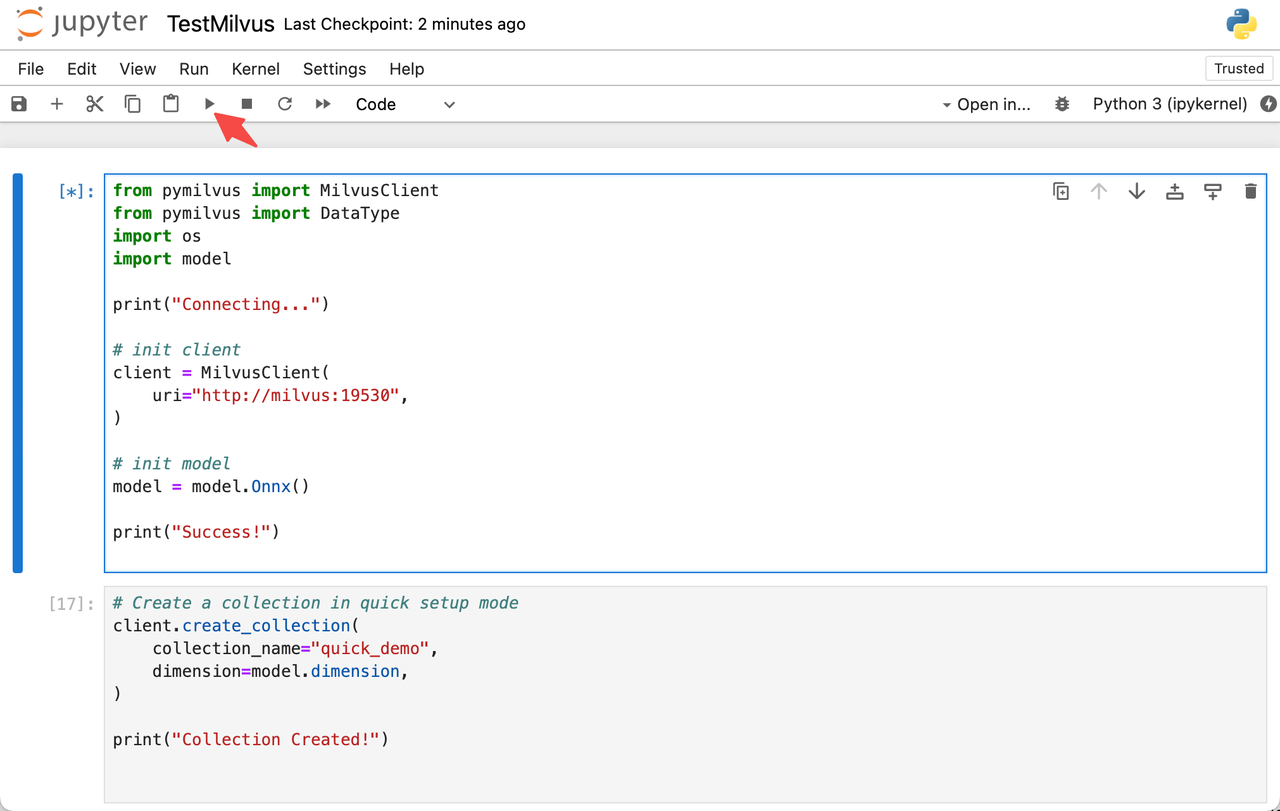 jupyter TestMilvus Last Checkpoint: 2 minutes ago
File Edit View Run Kernel Settings Help Trusted
Code Open in... Python 3 (ipykernel)
[*]:
from pymilvus import MilvusClient
from pymilvus import DataType
import os
import model
print("Connecting...")
# init client
client = MilvusClient(
    uri="http://milvus:19530",
)
# init model
model = model.Onnx()
print("Success!")
[17]:
# Create a collection in quick setup mode
client.create_collection(
    collection_name="quick_demo",
    dimension=model.dimension,
)
print("Collection Created!")